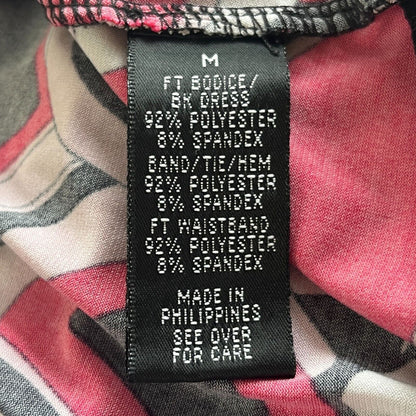 M
FT BODICE/
BK DRESS
92% POLYESTER
8% SPANDEX
BAND/TIE/HEM
92% POLYESTER
8% SPANDEX
FT WAISTBAND
92% POLYESTER
8% SPANDEX
MADE IN
PHILIPPINES
SEE OVER
FOR CARE